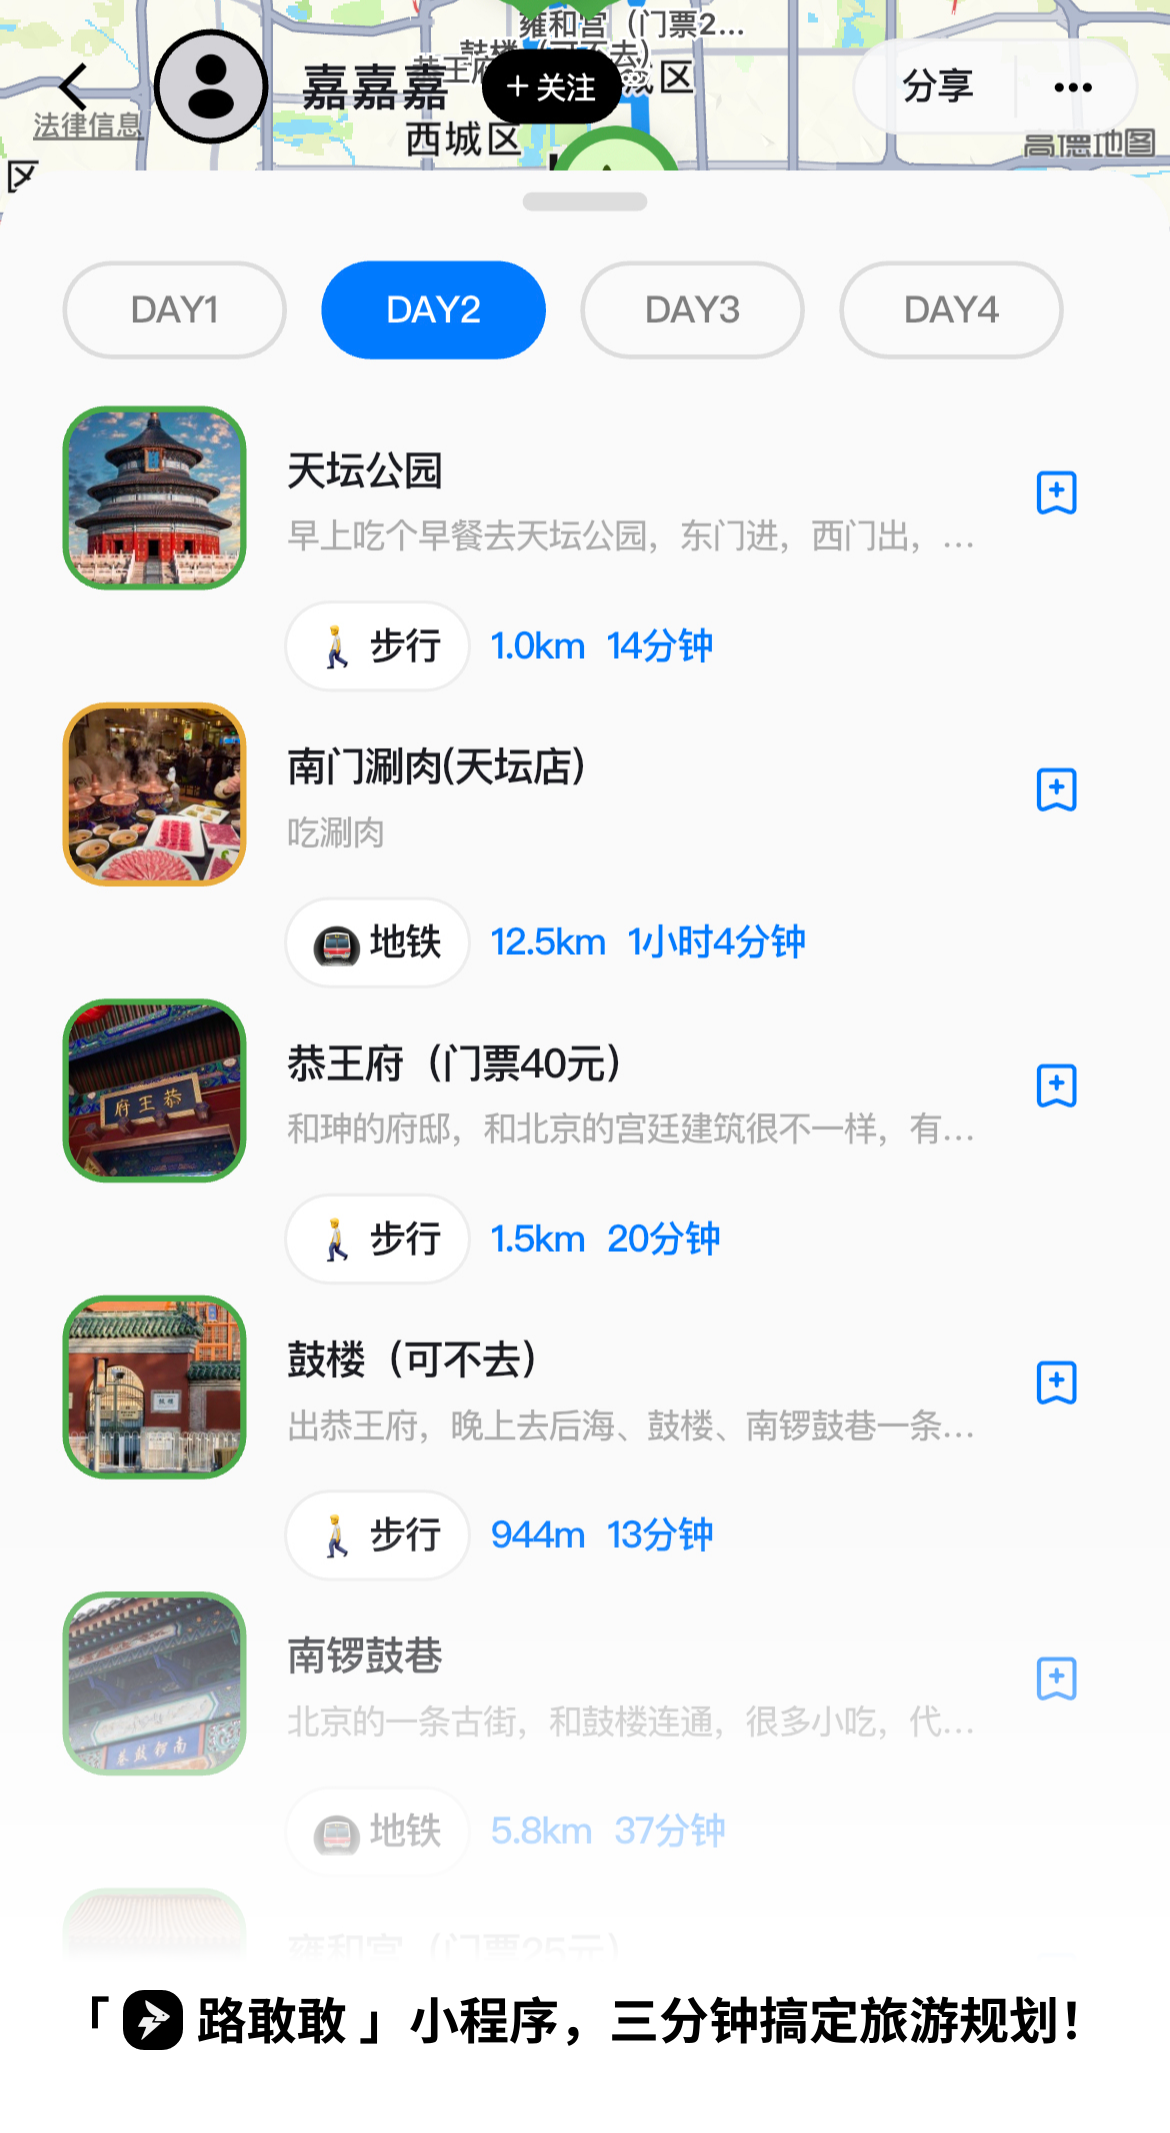 雍和宫（门票2...
嘉嘉嘉
+ 关注
区
分享
法律信息
西城区
高德地图
区
DAY1
DAY2
DAY3
DAY4
天坛公园
早上吃个早餐去天坛公园，东门进，西门出，...
步行 1.0km 14分钟
南门涮肉(天坛店)
吃涮肉
地铁 12.5km 1小时4分钟
恭王府
恭王府（门票40元）
和珅的府邸，和北京的宫廷建筑很不一样，有...
步行 1.5km 20分钟
鼓楼（可不去）
出恭王府，晚上去后海、鼓楼、南锣鼓巷一条...
步行 944m 13分钟
南锣鼓巷
南锣鼓巷
北京的一条古街，和鼓楼连通，很多小吃，代...
地铁 5.8km 37分钟
雍和宫（门票25元）
「 路敢敢 」小程序，三分钟搞定旅游规划！